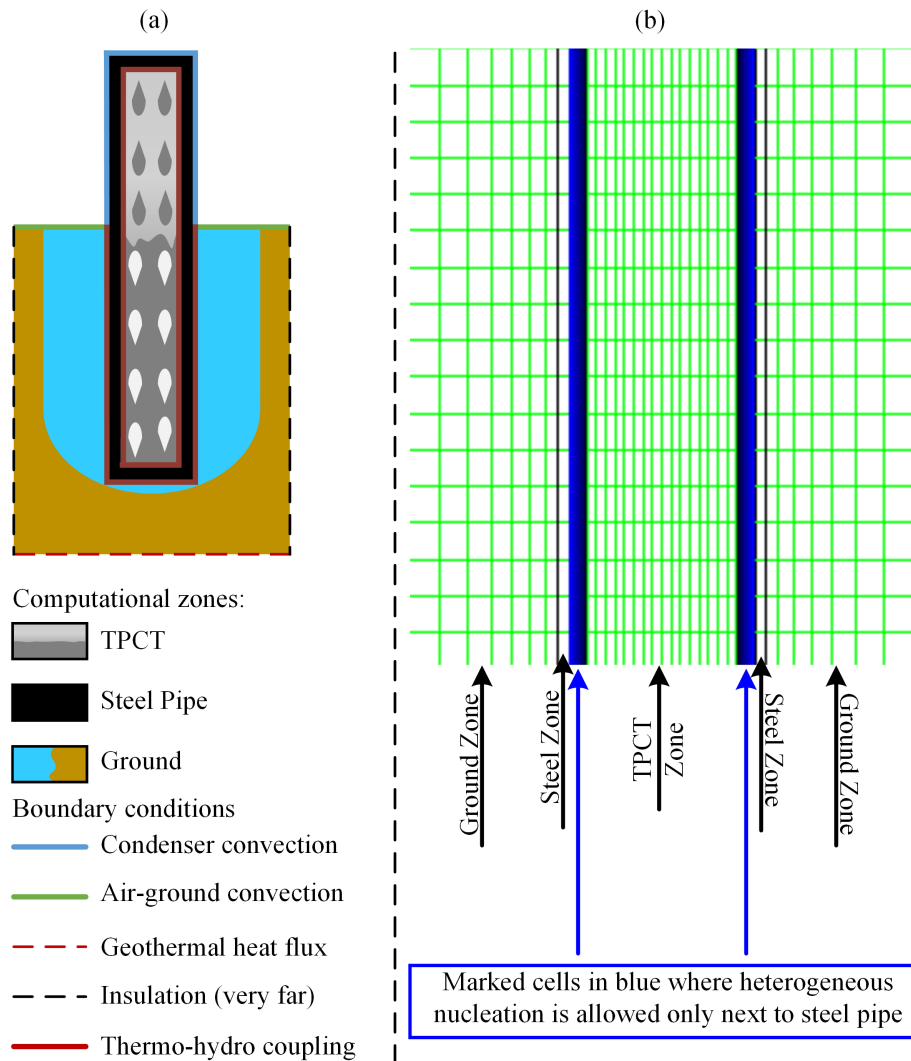 (a)
(b)
Computational zones:
TPCT
Steel Pipe
Ground
Boundary conditions
Condenser convection
Air-ground convection
Geothermal heat flux
Insulation (very far)
Thermo-hydro coupling
Ground Zone
Steel Zone
TPCT
Zone
Steel Zone
Ground Zone
Marked cells in blue where heterogeneous
nucleation is allowed only next to steel pipe